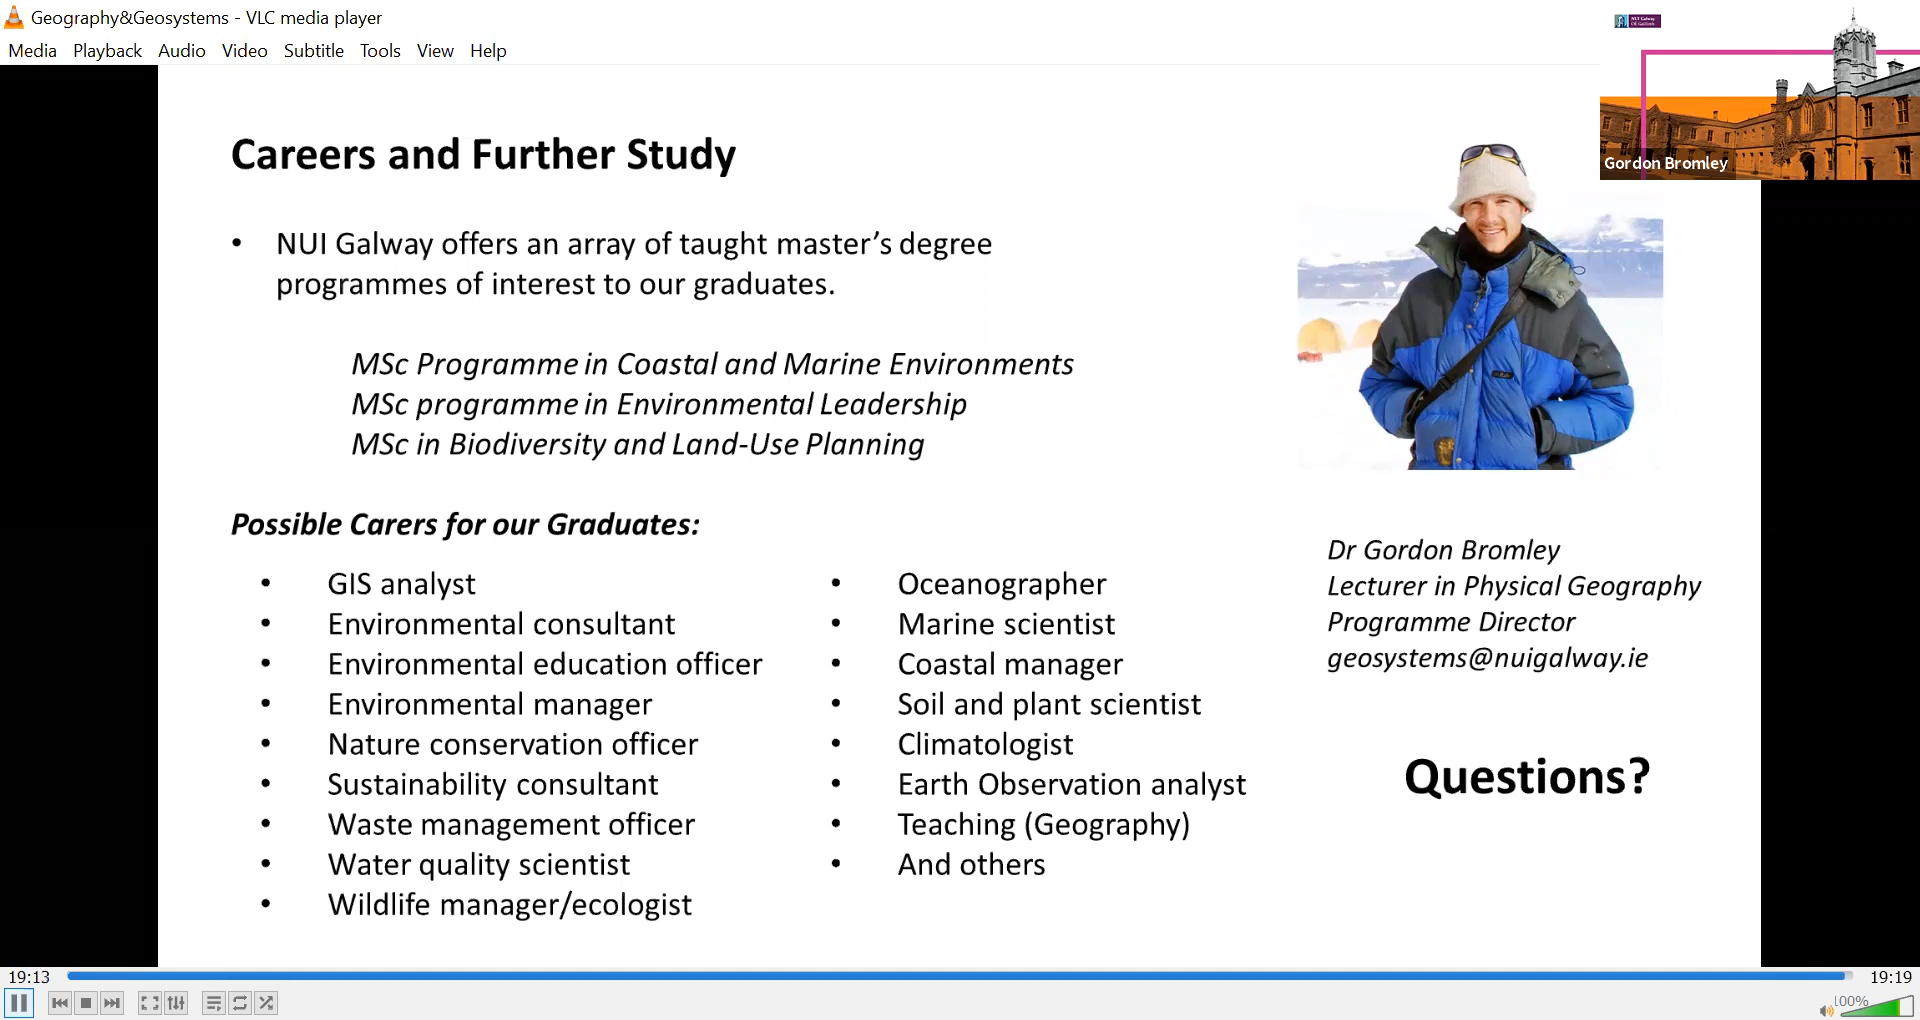 Geography&Geosystems - VLC media player
Media Playback Audio Video Subtitle Tools View Help
NUI Galway
OÉ Gaillimh
Gordon Bromley
Careers and Further Study
• NUI Galway offers an array of taught master’s degree
programmes of interest to our graduates.
MSc Programme in Coastal and Marine Environments
MSc programme in Environmental Leadership
MSc in Biodiversity and Land-Use Planning
Possible Carers for our Graduates:
• GIS analyst
• Environmental consultant
• Environmental education officer
• Environmental manager
• Nature conservation officer
• Sustainability consultant
• Waste management officer
• Water quality scientist
• Wildlife manager/ecologist
• Oceanographer
• Marine scientist
• Coastal manager
• Soil and plant scientist
• Climatologist
• Earth Observation analyst
• Teaching (Geography)
• And others
Dr Gordon Bromley
Lecturer in Physical Geography
Programme Director
geosystems@nuigalway.ie
Questions?
19:13
19:19
100%